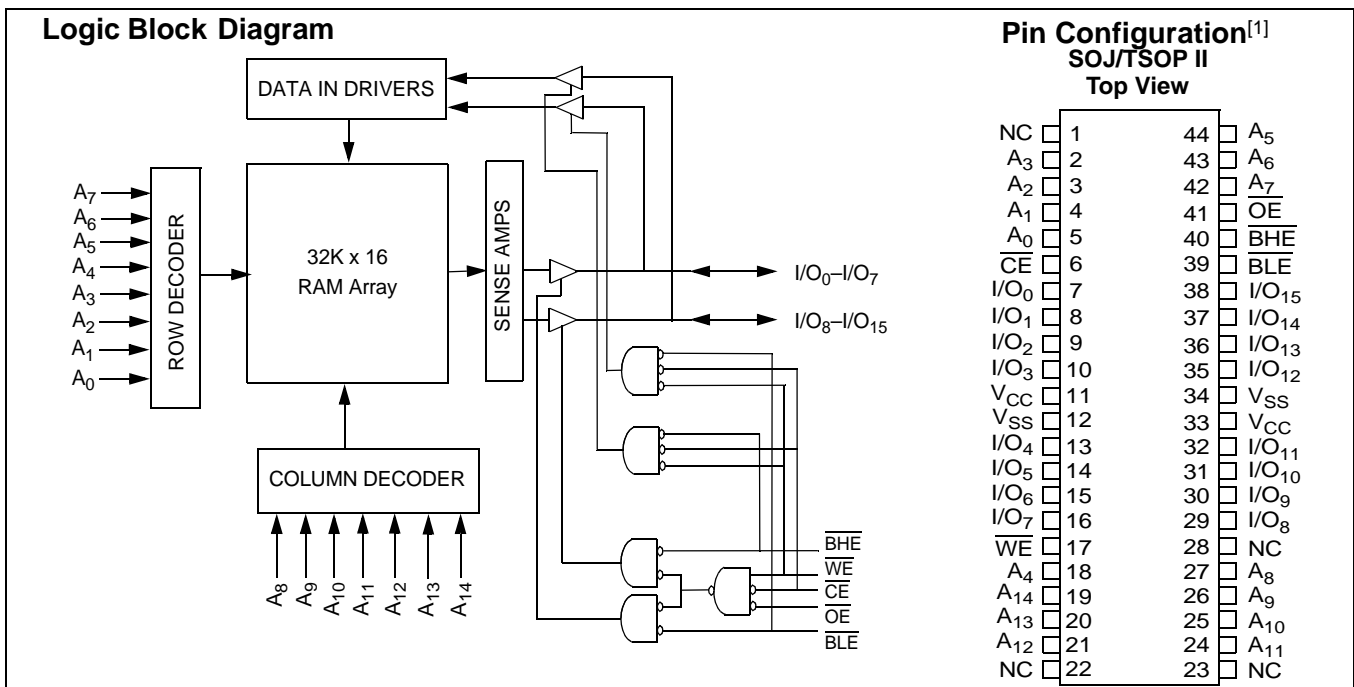 Logic Block Diagram
DATA IN DRIVERS
A7
A6
A5
A4
A3
A2
A1
A0
ROW DECODER
32K x 16
RAM Array
SENSE AMPS
I/O0–I/O7
I/O8–I/O15
COLUMN DECODER
A8
A9
A10
A11
A12
A13
A14
BHE
WE
CE
OE
BLE
Pin Configuration[1]
SOJ/TSOP II
Top View
NC 1 44 A5
A3 2 43 A6
A2 3 42 A7
A1 4 41 OE
A0 5 40 BHE
CE 6 39 BLE
I/O0 7 38 I/O15
I/O1 8 37 I/O14
I/O2 9 36 I/O13
I/O3 10 35 I/O12
VCC 11 34 VSS
VSS 12 33 VCC
I/O4 13 32 I/O11
I/O5 14 31 I/O10
I/O6 15 30 I/O9
I/O7 16 29 I/O8
WE 17 28 NC
A4 18 27 A8
A14 19 26 A9
A13 20 25 A10
A12 21 24 A11
NC 22 23 NC